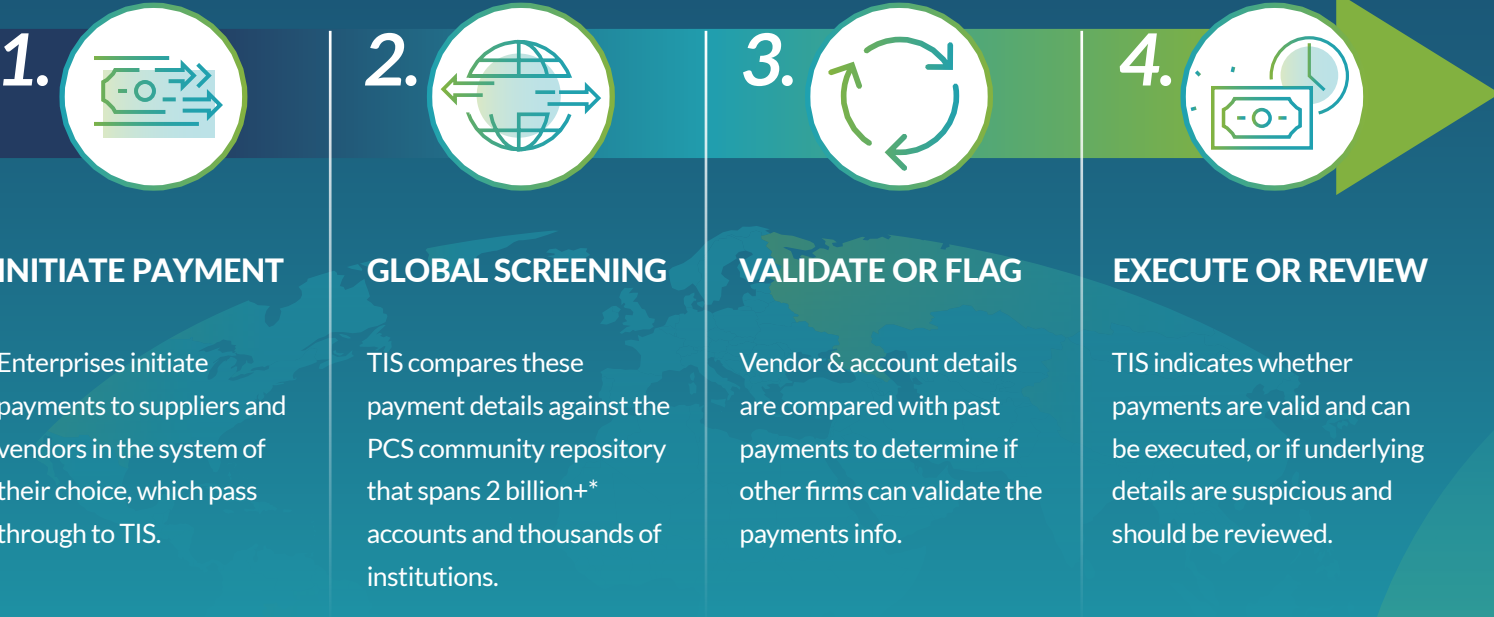 1.
INITIATE PAYMENT
Enterprises initiate
payments to suppliers and
vendors in the system of
their choice, which pass
through to TIS.
2.
GLOBAL SCREENING
TIS compares these
payment details against the
PCS community repository
that spans 2 billion+*
accounts and thousands of
institutions.
3.
VALIDATE OR FLAG
Vendor & account details
are compared with past
payments to determine if
other firms can validate the
payments info.
4.
EXECUTE OR REVIEW
TIS indicates whether
payments are valid and can
be executed, or if underlying
details are suspicious and
should be reviewed.